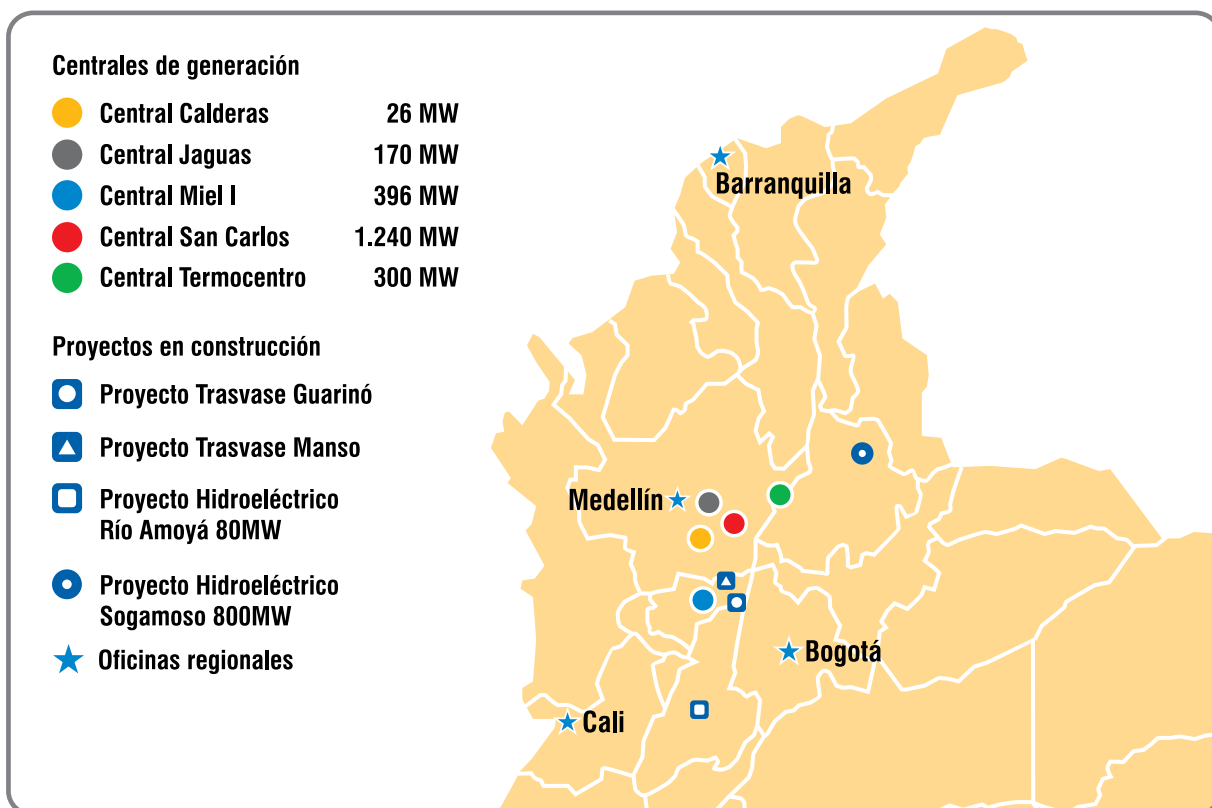 Centrales de generación
Central Calderas 26 MW
Central Jaguas 170 MW
Central Miel I 396 MW
Central San Carlos 1.240 MW
Central Termocentro 300 MW
Proyectos en construcción
Proyecto Trasvase Guarinó
Proyecto Trasvase Manso
Proyecto Hidroeléctrico
Río Amoyá 80MW
Proyecto Hidroeléctrico
Sogamoso 800MW
Oficinas regionales
Barranquilla
Medellín
Bogotá
Cali